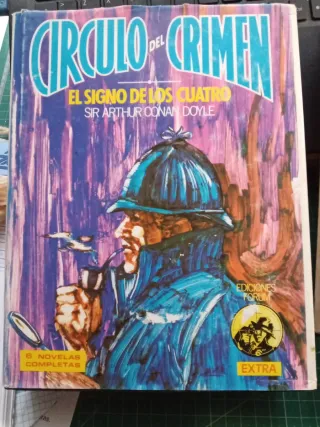 CIRCULO DEL CRIMEN
EL SIGNO DE LOS CUATRO
SIR ARTHUR CONAN DOYLE
EDICIONES
FORUM
6 NOVELAS
COMPLETAS
EXTRA